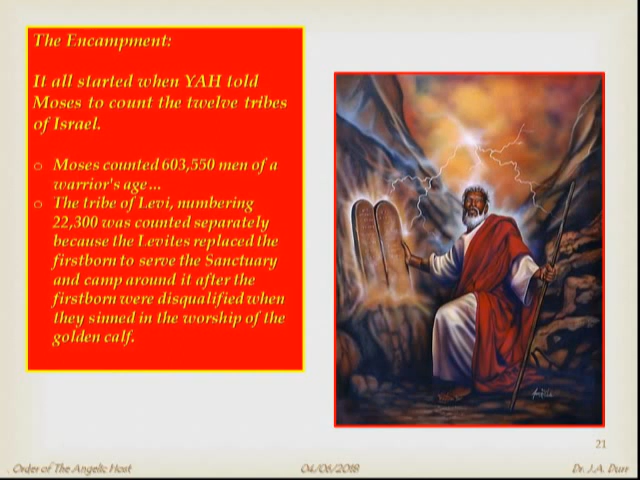 The Encampment:
It all started when YAH told
Moses to count the twelve tribes
of Israel.
o Moses counted 603,550 men of a
warrior's age...
o The tribe of Levi, numbering
22,300 was counted separately
because the Levites replaced the
firstborn to serve the Sanctuary
and camp around it after the
firstborn were disqualified when
they sinned in the worship of the
golden calf.
21
Order of The Angelic Host
04/06/2018
Dr. J.A. Durr